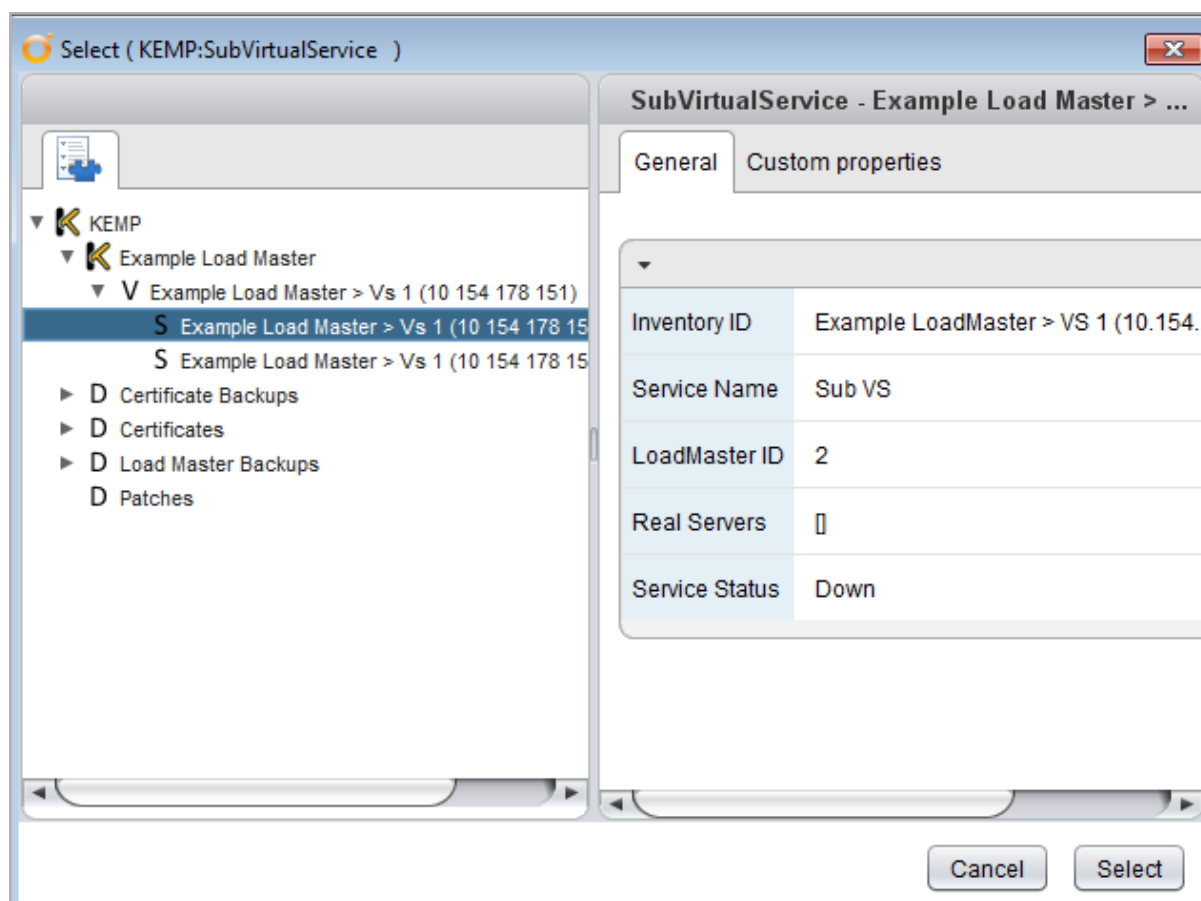 Select ( KEMP:SubVirtualService )
SubVirtualService - Example Load Master > ...
General Custom properties
KEMP
Example Load Master
V Example Load Master > Vs 1 (10 154 178 151)
S Example Load Master > Vs 1 (10 154 178 15
S Example Load Master > Vs 1 (10 154 178 15
D Certificate Backups
D Certificates
D Load Master Backups
D Patches
Inventory ID Example LoadMaster > VS 1 (10.154.
Service Name Sub VS
LoadMaster ID 2
Real Servers []
Service Status Down
Cancel Select